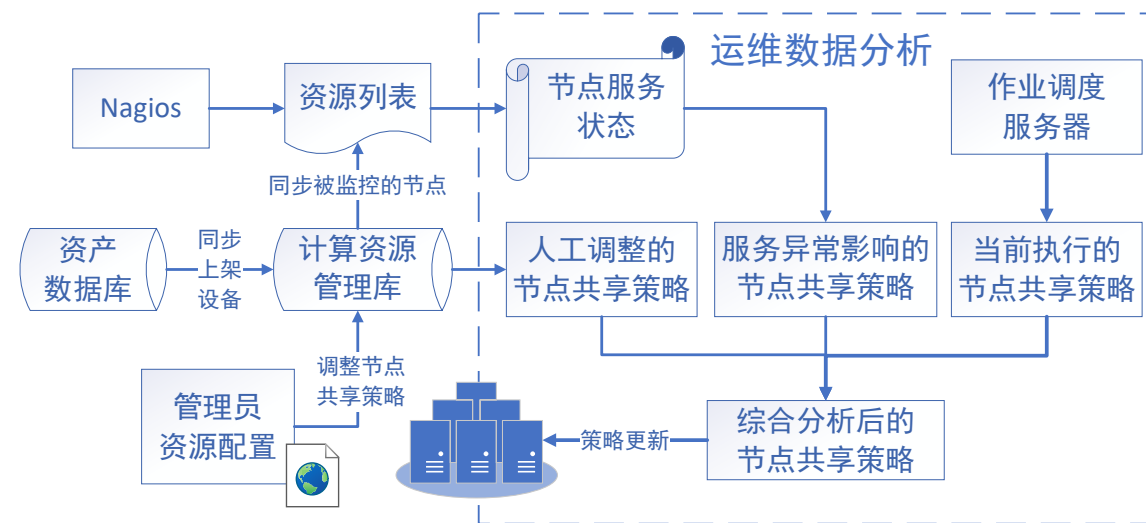 运维数据分析
Nagios
资源列表
节点服务
状态
作业调度
服务器
同步被监控的节点
资产
数据库
同步
上架
设备
计算资源
管理库
人工调整的
节点共享策略
服务异常影响的
节点共享策略
当前执行的
节点共享策略
调整节点
共享策略
管理员
资源配置
策略更新
综合分析后的
节点共享策略